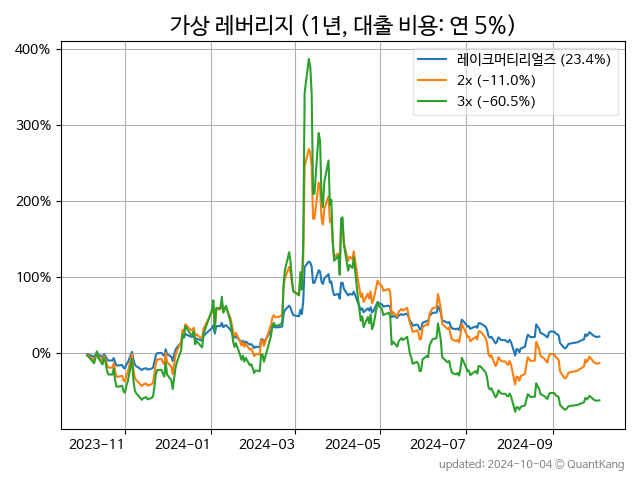 가상 레버리지 (1년, 대출 비용: 연 5%)
400%
300%
200%
100%
0%
레이크머티리얼즈 (23.4%)
2x (−11.0%)
3x (−60.5%)
2023-11
2024-01
2024-03
2024-05
2024-07
2024-09
updated: 2024-10-04 © QuantKang